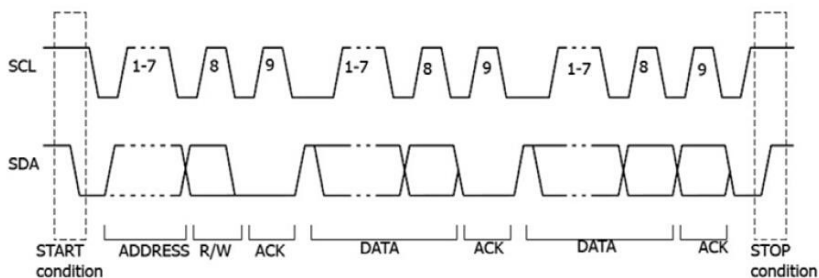 SCL 1-7 8 9 1-7 8 9 1-7 8 9
SDA
START ADDRESS R/W ACK DATA ACK DATA ACK STOP
condition condition